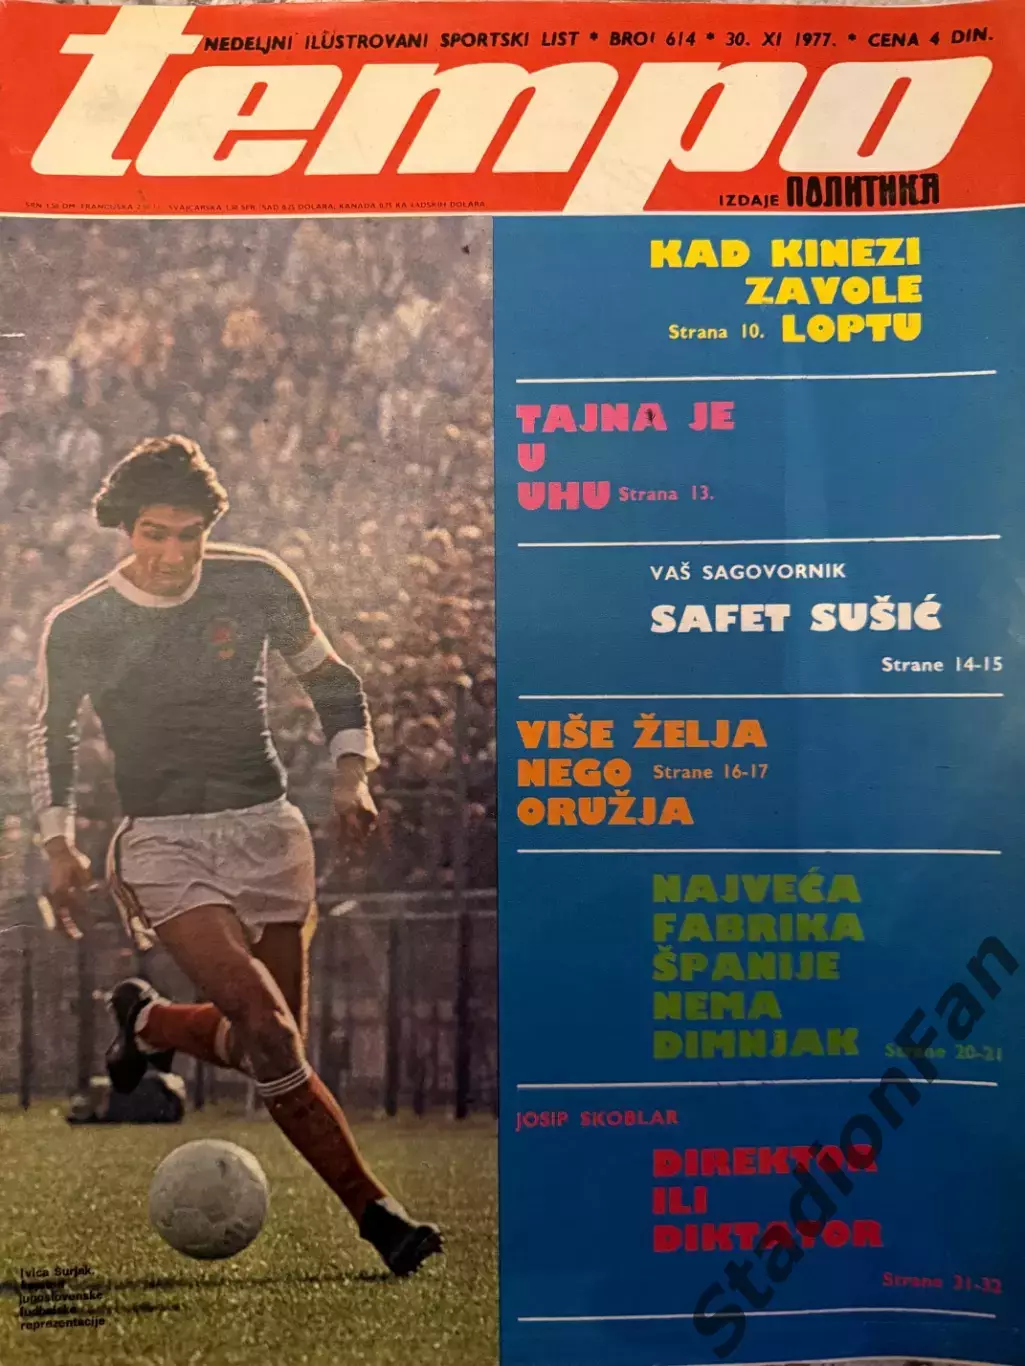 NEDELJNI ILUSTROVANI SPORTSKI LIST * BROJ 614 * 30. XI 1977. * CENA 4 DIN.
tempo
IZDAJE ПОЛИТИКА
KAD KINEZI
ZAVOLE
Strana 10. LOPTU
TAJNA JE
U
UHU Strana 13.
VAŠ SAGOVORNIK
SAFET SUŠIĆ
Strane 14-15
VIŠE ŽELJA
NEGO Strane 16-17
ORUŽJA
NAJVEĆA
FABRIKA
ŠPANIJE
NEMA
DIMNJAK Strane 20-21
JOSIP SKOBLAR
DIREKTOR
ILI
DIKTATOR
Strane 31-32
Ivica Šurjak,
jugoslovenske
fudbalske
reprezentacije
StadionFan